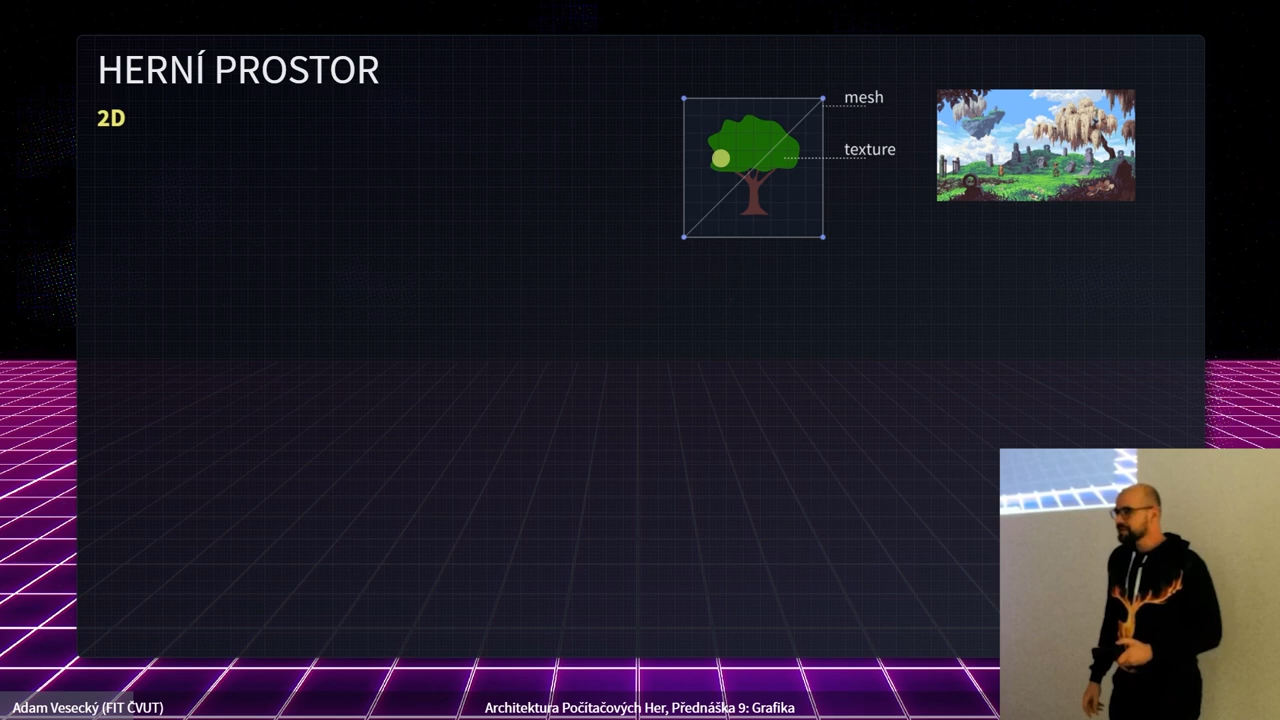 HERNÍ PROSTOR
2D
mesh
texture
Adam Vesecký (FIT ČVUT)
Architektura Počítačových Her, Přednáška 9: Grafika